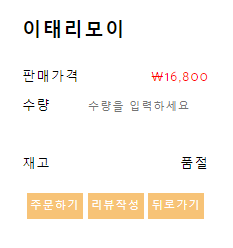 이태리모이
판매가격 ₩16,800
수량 수량을 입력하세요
재고 품절
주문하기 리뷰작성 뒤로가기